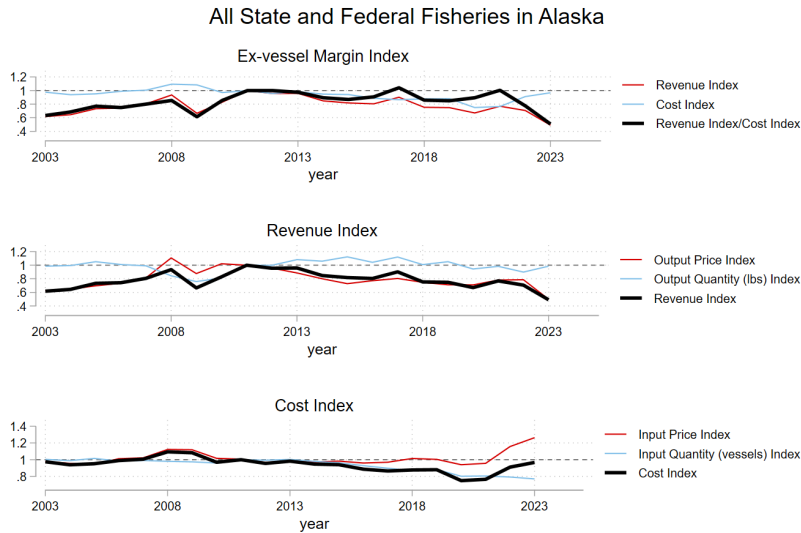 All State and Federal Fisheries in Alaska
Ex-vessel Margin Index
1.2
1
.8
.6
.4
2003 2008 2013 2018 2023
year
Revenue Index
Cost Index
Revenue Index/Cost Index
Revenue Index
1.2
1
.8
.6
.4
2003 2008 2013 2018 2023
year
Output Price Index
Output Quantity (lbs) Index
Revenue Index
Cost Index
1.4
1.2
1
.8
2003 2008 2013 2018 2023
year
Input Price Index
Input Quantity (vessels) Index
Cost Index